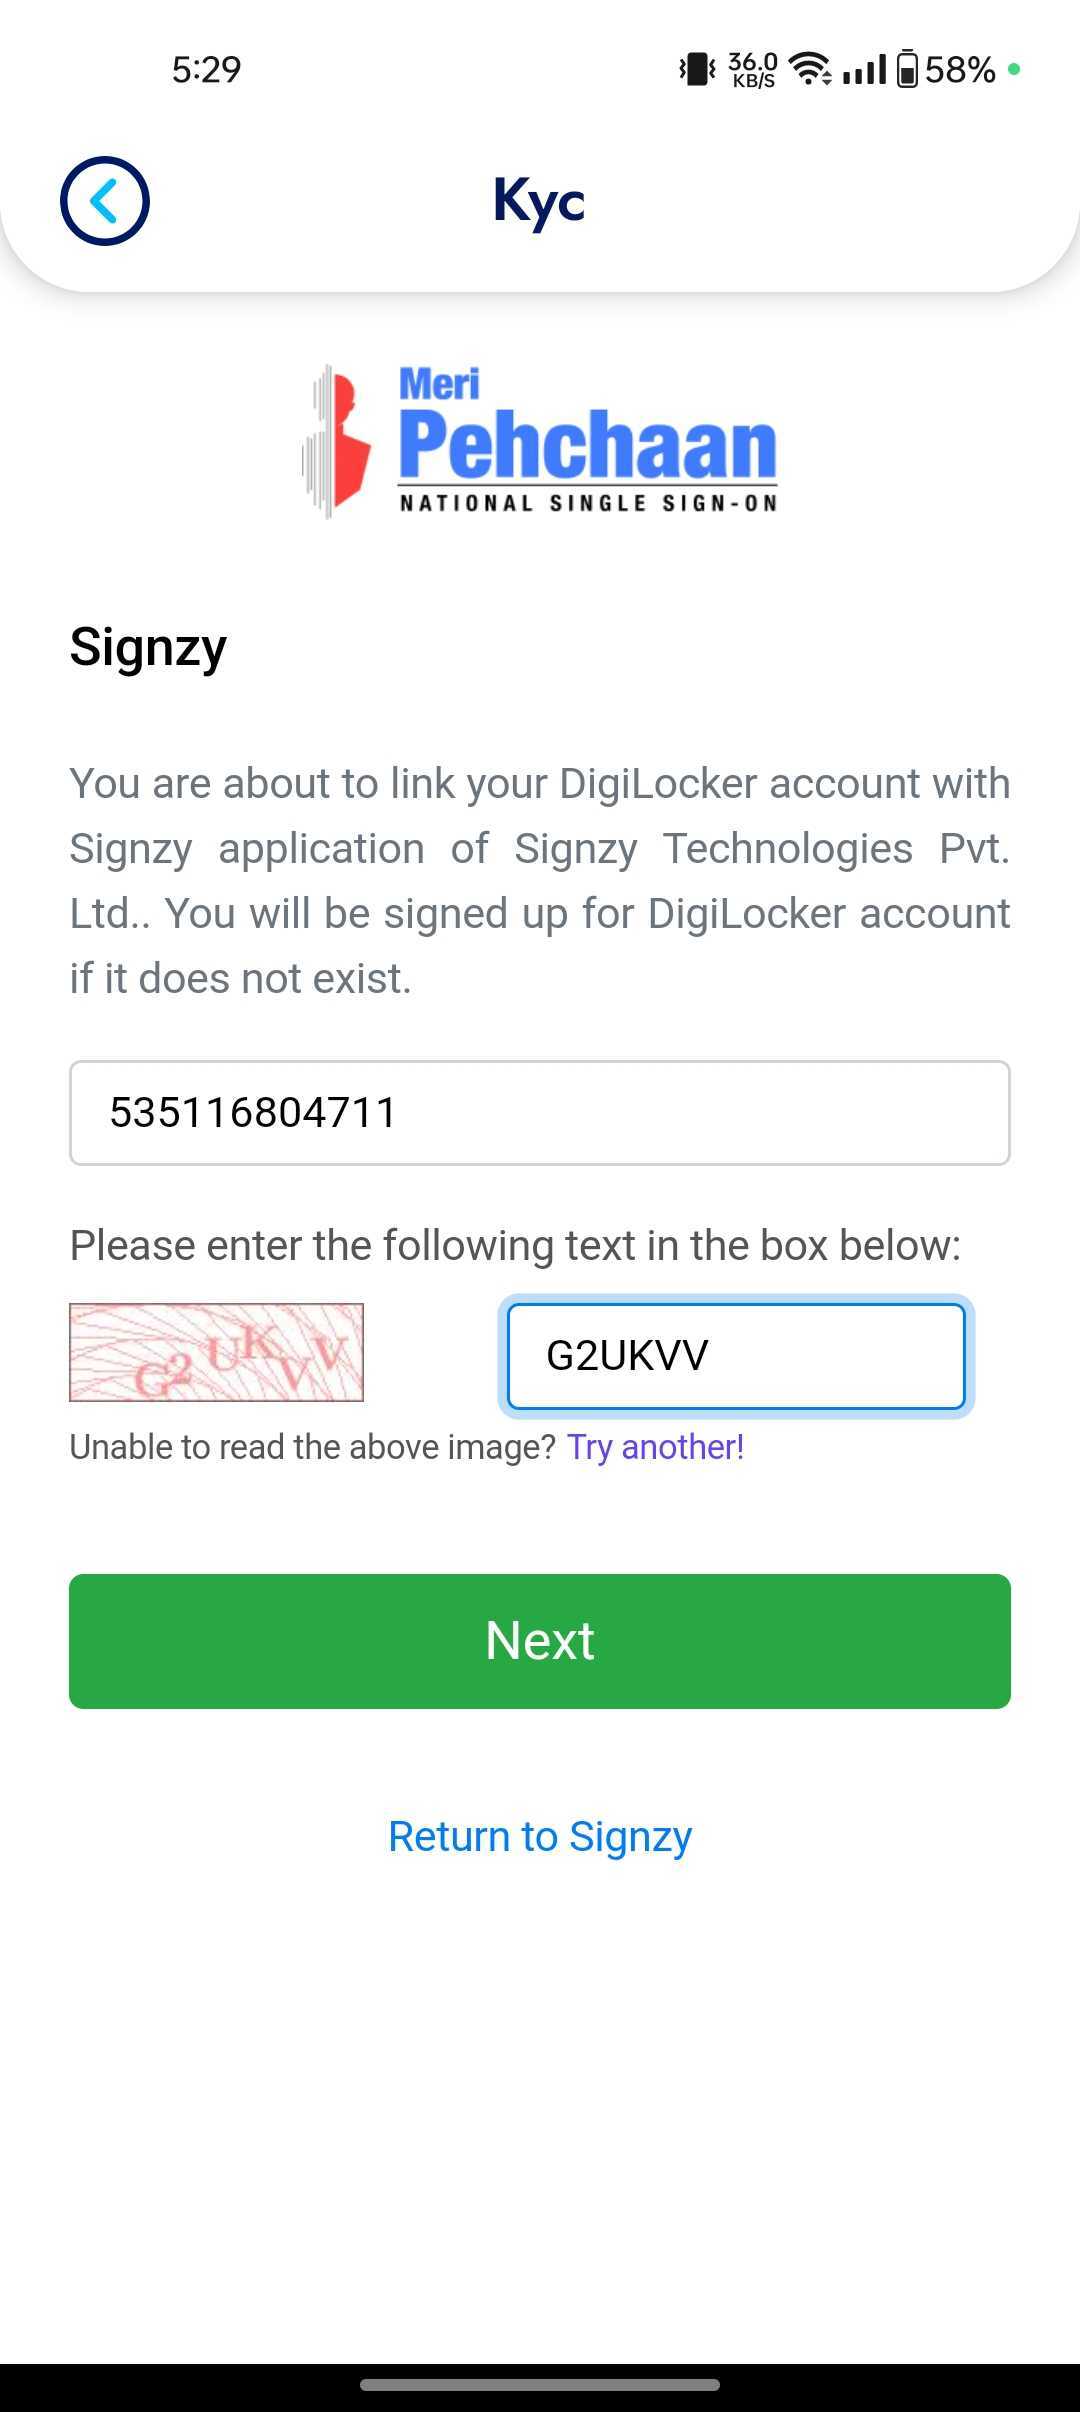 5:29
36.0 KB/S
58%
Kyc
Meri
Pehchaan
NATIONAL SINGLE SIGN-ON
Signzy
You are about to link your DigiLocker account with
Signzy application of Signzy Technologies Pvt.
Ltd.. You will be signed up for DigiLocker account
if it does not exist.
535116804711
Please enter the following text in the box below:
G2UKVV
G2UKVV
Unable to read the above image? Try another!
Next
Return to Signzy